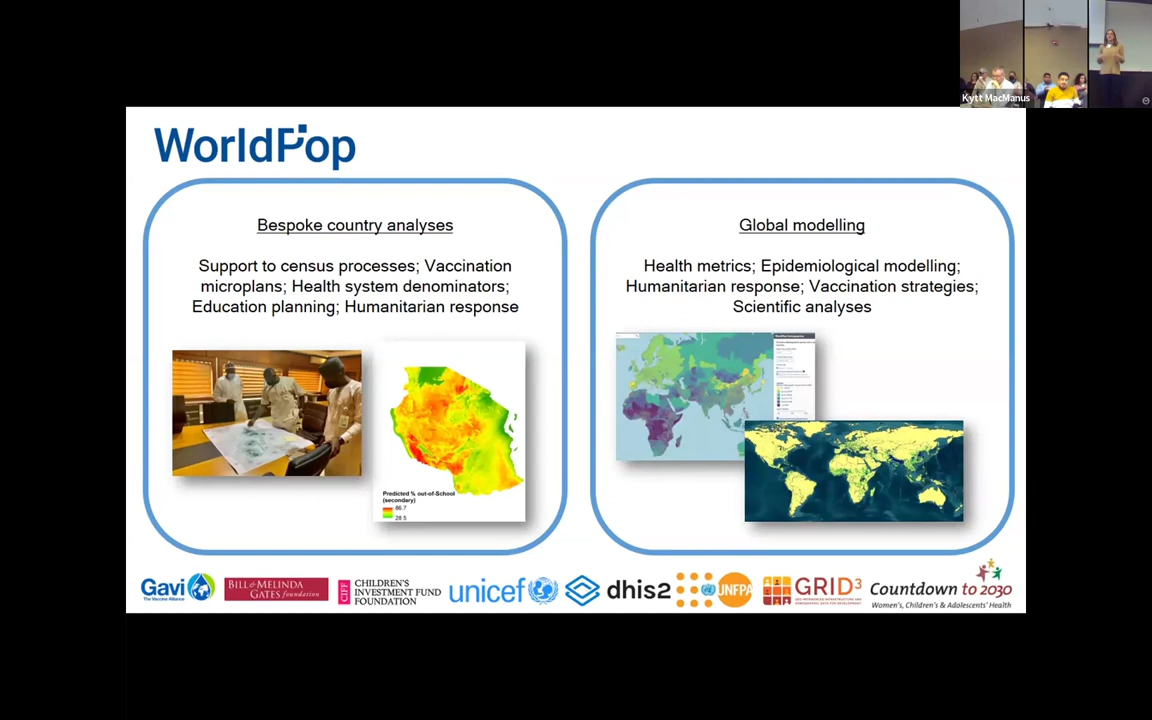 Kytt MacManus
WorldPop
Bespoke country analyses
Support to census processes; Vaccination
microplans; Health system denominators;
Education planning; Humanitarian response
Predicted % out-of-School
(secondary)
86.7
28.5
Global modelling
Health metrics; Epidemiological modelling;
Humanitarian response; Vaccination strategies;
Scientific analyses
Gavi
The Vaccine Alliance
BILL & MELINDA
GATES foundation
CIFF
CHILDREN'S
INVESTMENT FUND
FOUNDATION
unicef
dhis2
UNFPA
GRID3
Countdown to 2030
Women's, Children's & Adolescents' Health